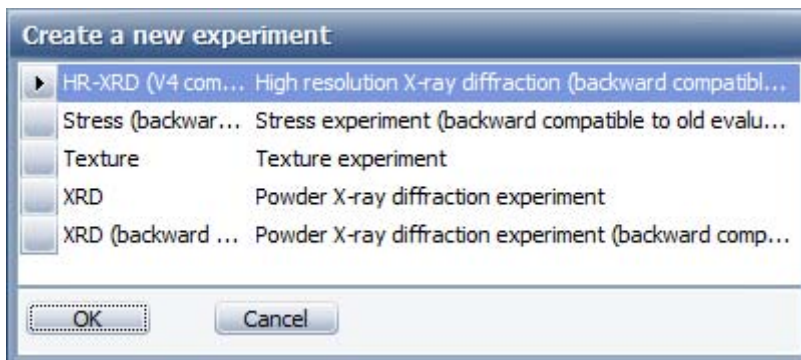 Create a new experiment
HR-XRD (V4 com... High resolution X-ray diffraction (backward compatibl...
Stress (backwar... Stress experiment (backward compatible to old evalu...
Texture Texture experiment
XRD Powder X-ray diffraction experiment
XRD (backward ... Powder X-ray diffraction experiment (backward comp...
OK Cancel